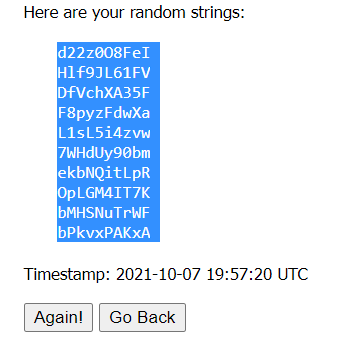 Here are your random strings:
d22z0O8FeI
Hlf9JL61FV
DfVchXA35F
F8pyzFdwXa
L1sL5i4zvw
7WHdUy90bm
ekbNQitLpR
OpLGM4IT7K
bMHSNuTrWF
bPkvxPAKxA
Timestamp: 2021-10-07 19:57:20 UTC
Again! Go Back